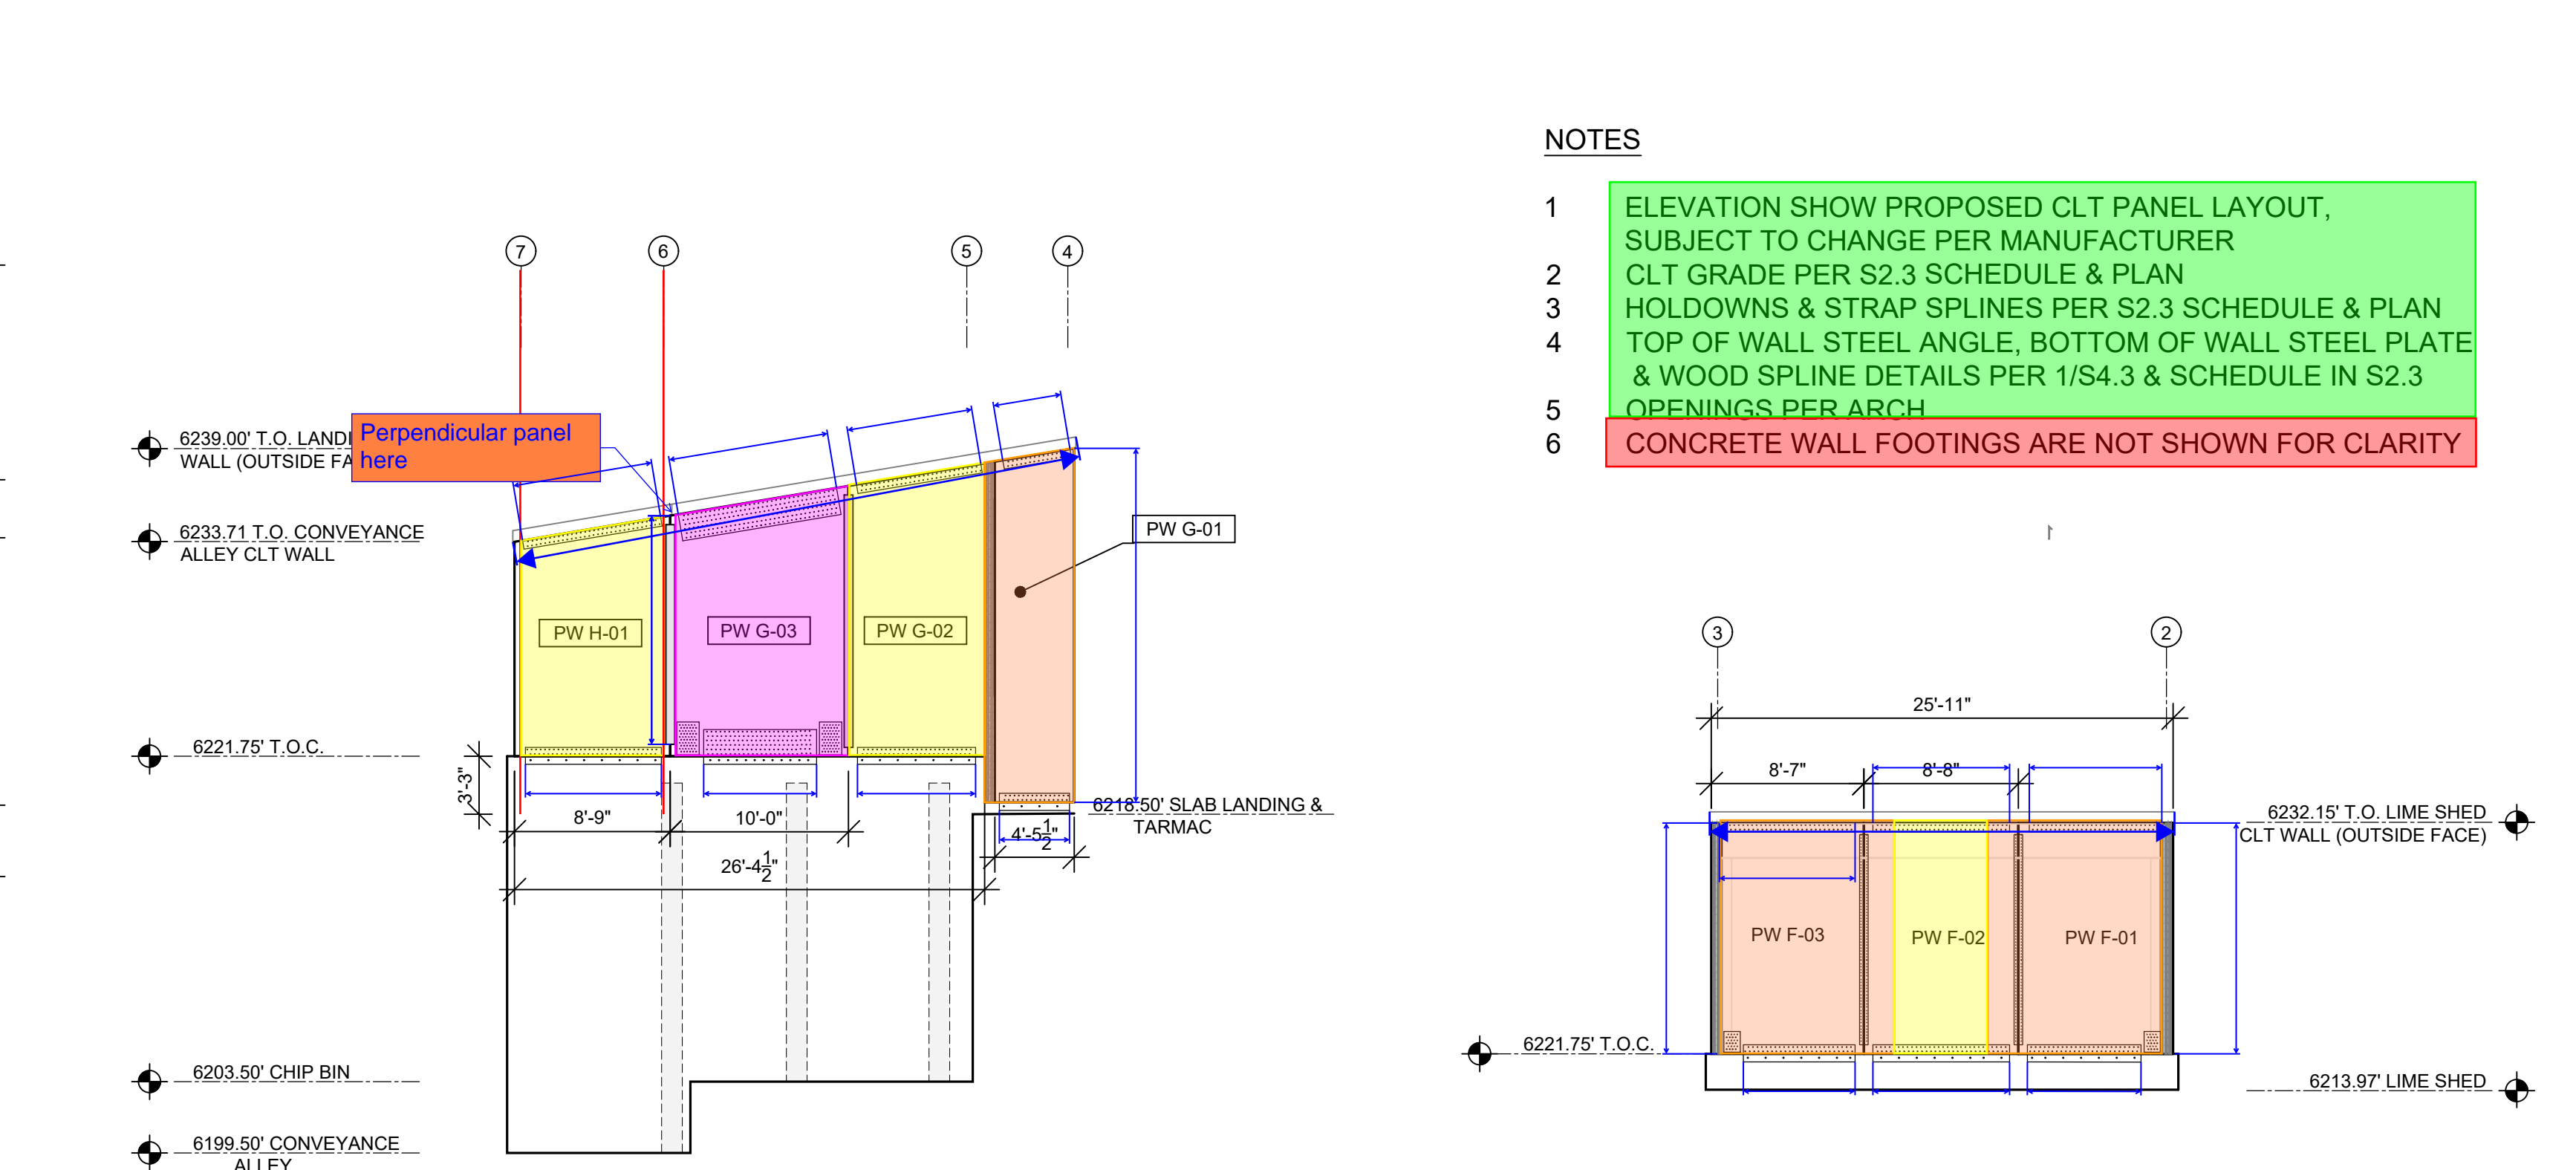 NOTES
1 ELEVATION SHOW PROPOSED CLT PANEL LAYOUT,
SUBJECT TO CHANGE PER MANUFACTURER
2 CLT GRADE PER S2.3 SCHEDULE & PLAN
3 HOLDOWNS & STRAP SPLINES PER S2.3 SCHEDULE & PLAN
4 TOP OF WALL STEEL ANGLE, BOTTOM OF WALL STEEL PLATE
& WOOD SPLINE DETAILS PER 1/S4.3 & SCHEDULE IN S2.3
5 OPENINGS PER ARCH
6 CONCRETE WALL FOOTINGS ARE NOT SHOWN FOR CLARITY
7 6 5 4
6239.00' T.O. LANDI
WALL (OUTSIDE FA
Perpendicular panel
here
6233.71 T.O. CONVEYANCE
ALLEY CLT WALL
PW G-01
PW H-01
PW G-03
PW G-02
6221.75' T.O.C.
3'-3"
6218.50' SLAB LANDING &
TARMAC
8'-9"
10'-0"
4'-5 1/2"
26'-4 1/2"
6203.50' CHIP BIN
6199.50' CONVEYANCE
ALLEY
1
3 2
25'-11"
8'-7"
8'-8"
6232.15' T.O. LIME SHED
CLT WALL (OUTSIDE FACE)
PW F-03
PW F-02
PW F-01
6221.75' T.O.C.
6213.97' LIME SHED